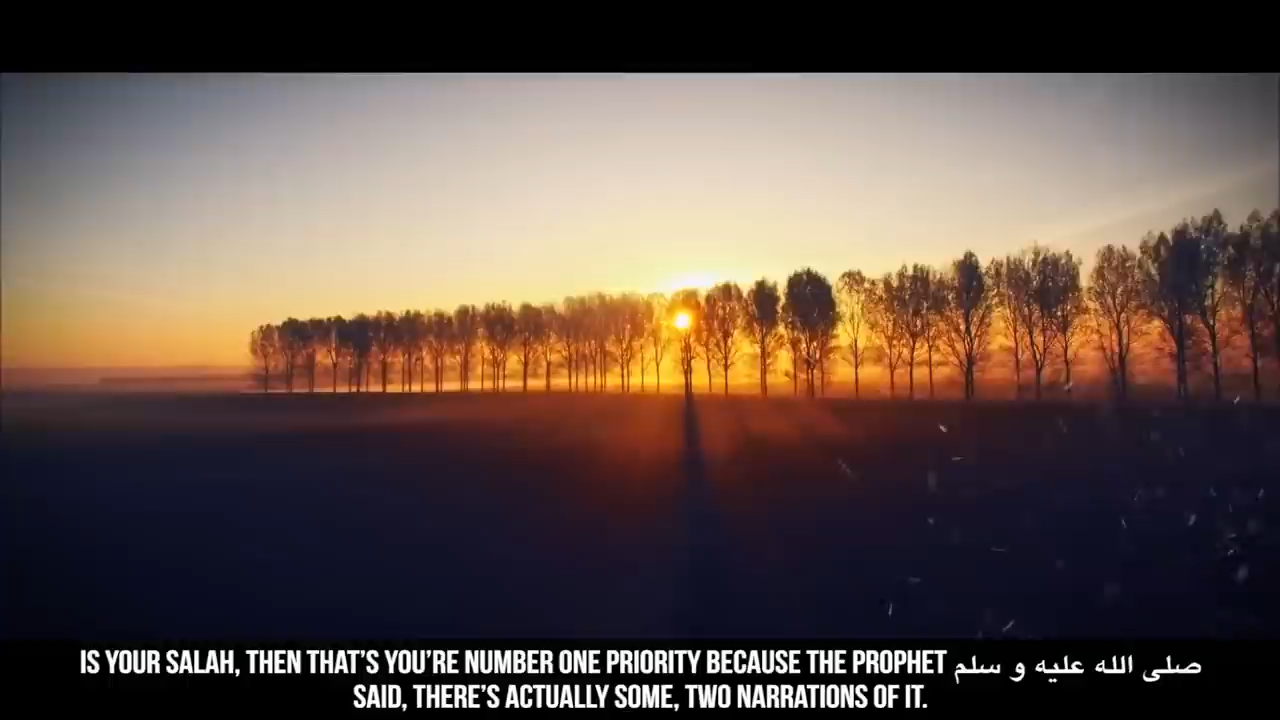 IS YOUR SALAH, THEN THAT'S YOU'RE NUMBER ONE PRIORITY BECAUSE THE PROPHET صلى الله عليه و سلم
SAID, THERE'S ACTUALLY SOME, TWO NARRATIONS OF IT.